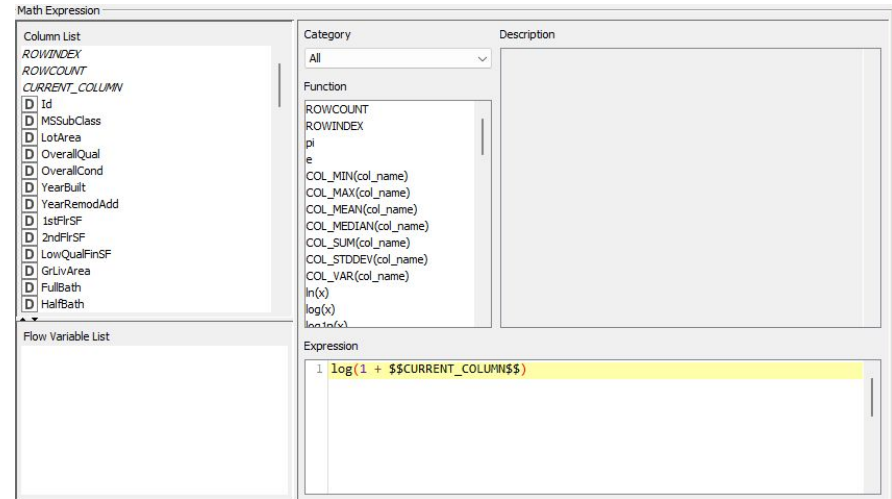 Math Expression
Column List
ROWINDEX
ROWCOUNT
CURRENT_COLUMN
D Id
D MSSubClass
D LotArea
D OverallQual
D OverallCond
D YearBuilt
D YearRemodAdd
D 1stFlrSF
D 2ndFlrSF
D LowQualFinSF
D GrLivArea
D FullBath
D HalfBath
Flow Variable List
Category
All
Function
ROWCOUNT
ROWINDEX
pi
e
COL_MIN(col_name)
COL_MAX(col_name)
COL_MEAN(col_name)
COL_MEDIAN(col_name)
COL_SUM(col_name)
COL_STDDEV(col_name)
COL_VAR(col_name)
ln(x)
log(x)
log1p(x)
Description
Expression
1 log(1 + $$CURRENT_COLUMN$$)